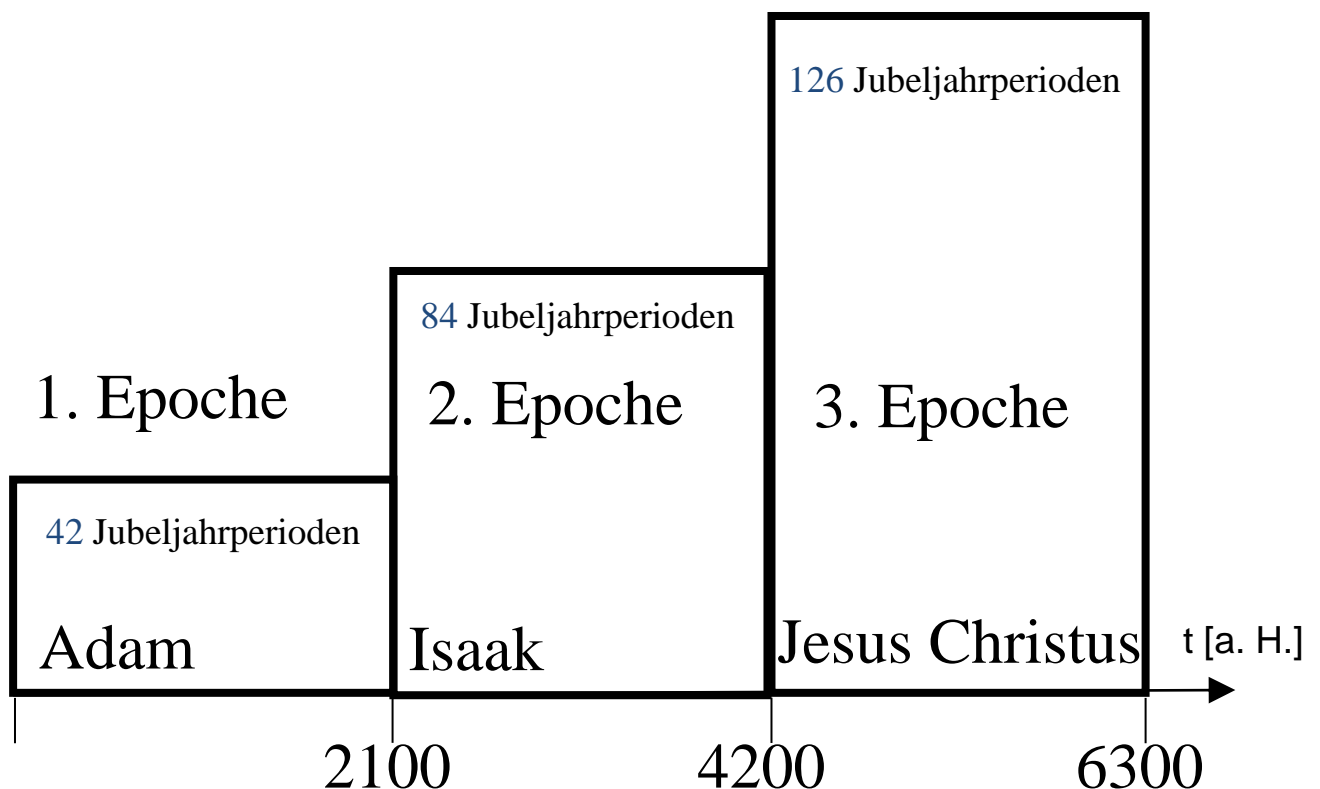 126 Jubeljahrperioden
84 Jubeljahrperioden
1. Epoche
2. Epoche
3. Epoche
42 Jubeljahrperioden
Adam
Isaak
Jesus Christus
t [a. H.]
2100
4200
6300